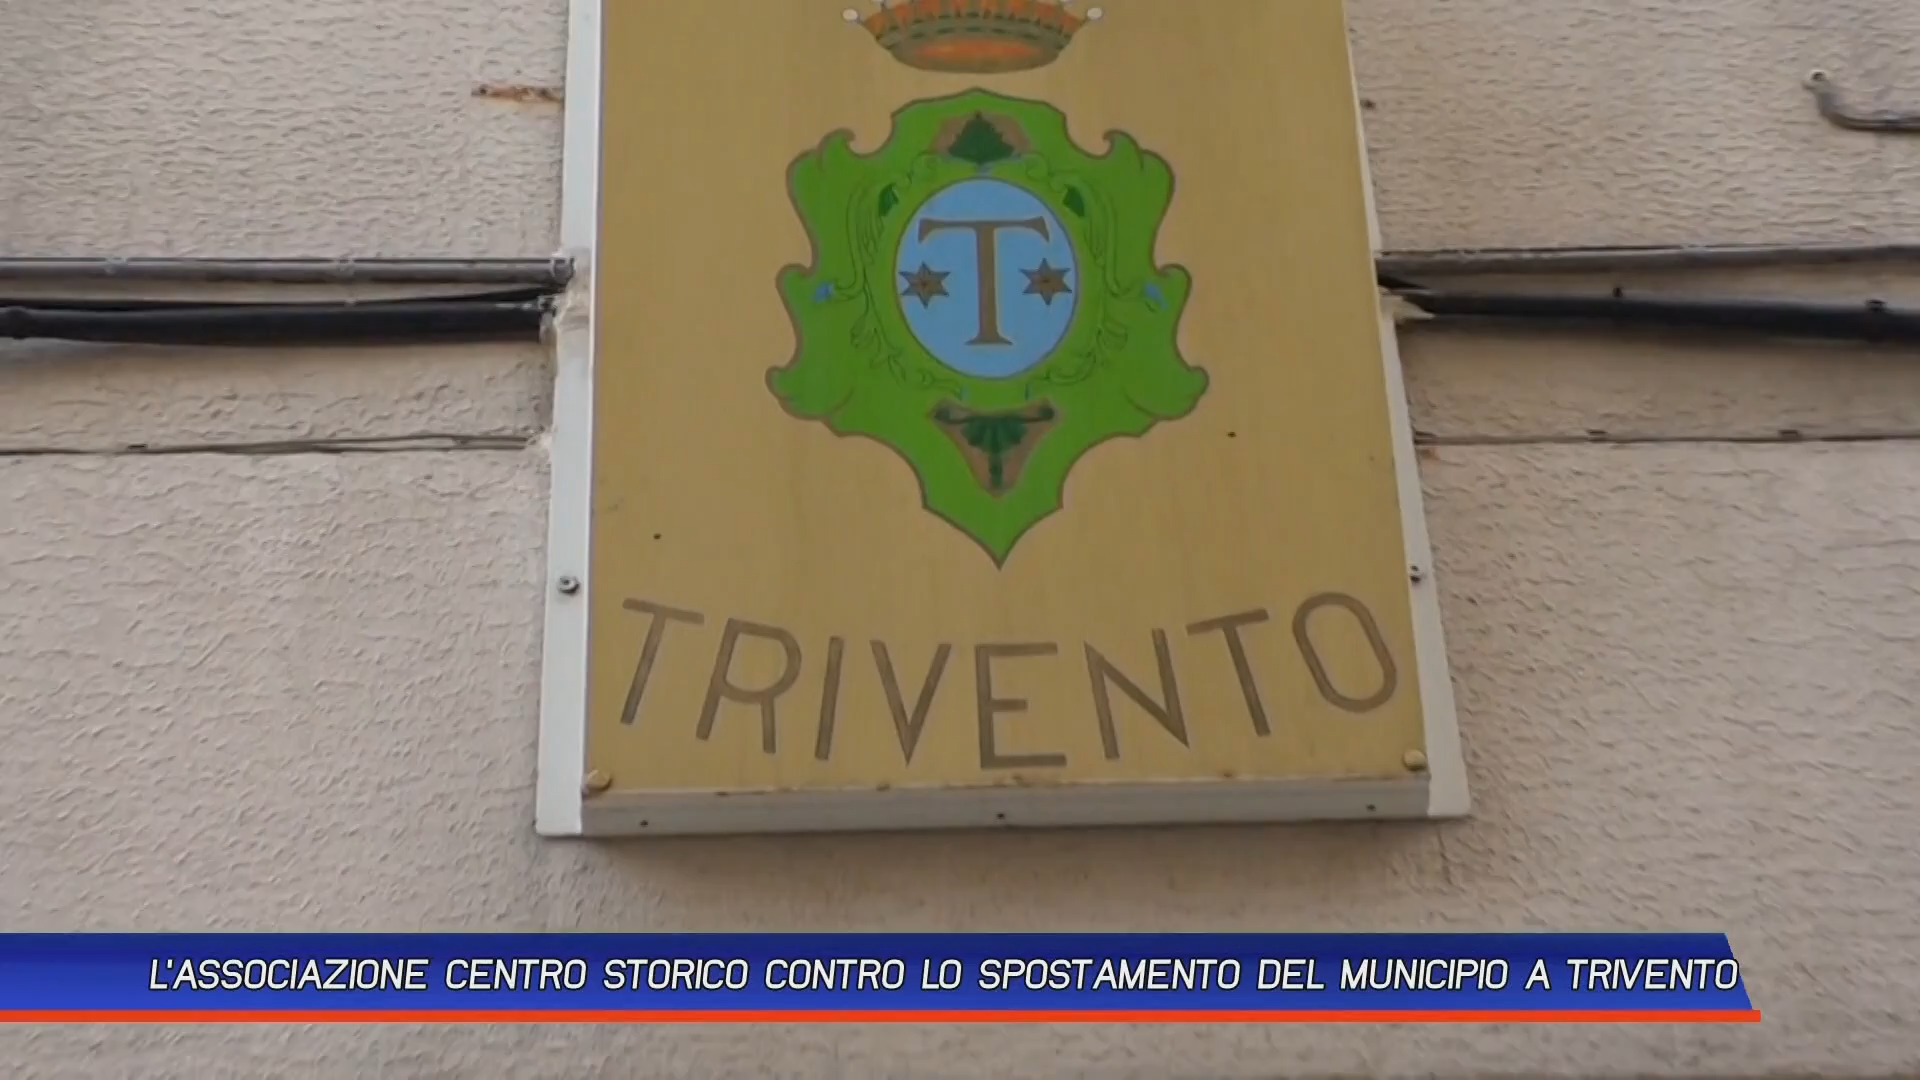 T
TRIVENTO
L'ASSOCIAZIONE CENTRO STORICO CONTRO LO SPOSTAMENTO DEL MUNICIPIO A TRIVENTO